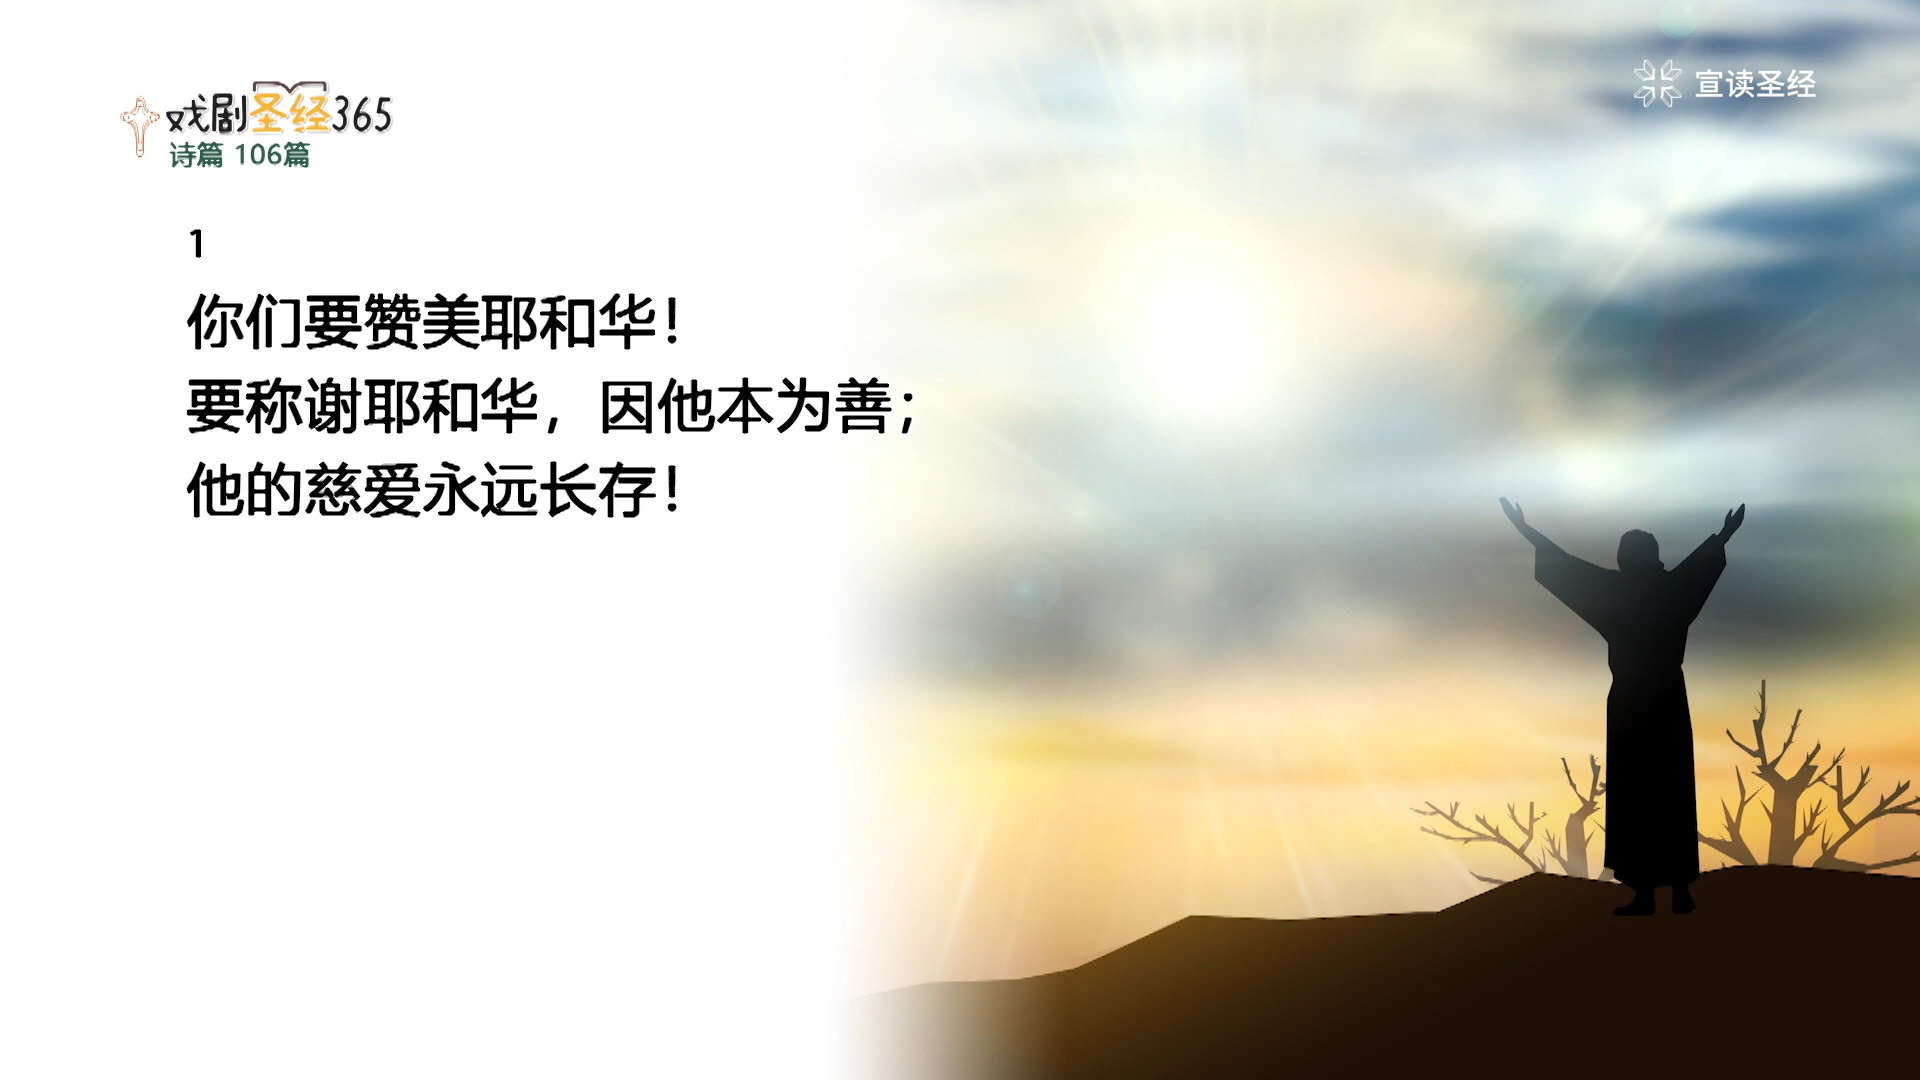 戏剧圣经365
诗篇 106篇
宣读圣经
1
你们要赞美耶和华！
要称谢耶和华，因他本为善；
他的慈爱永远长存！